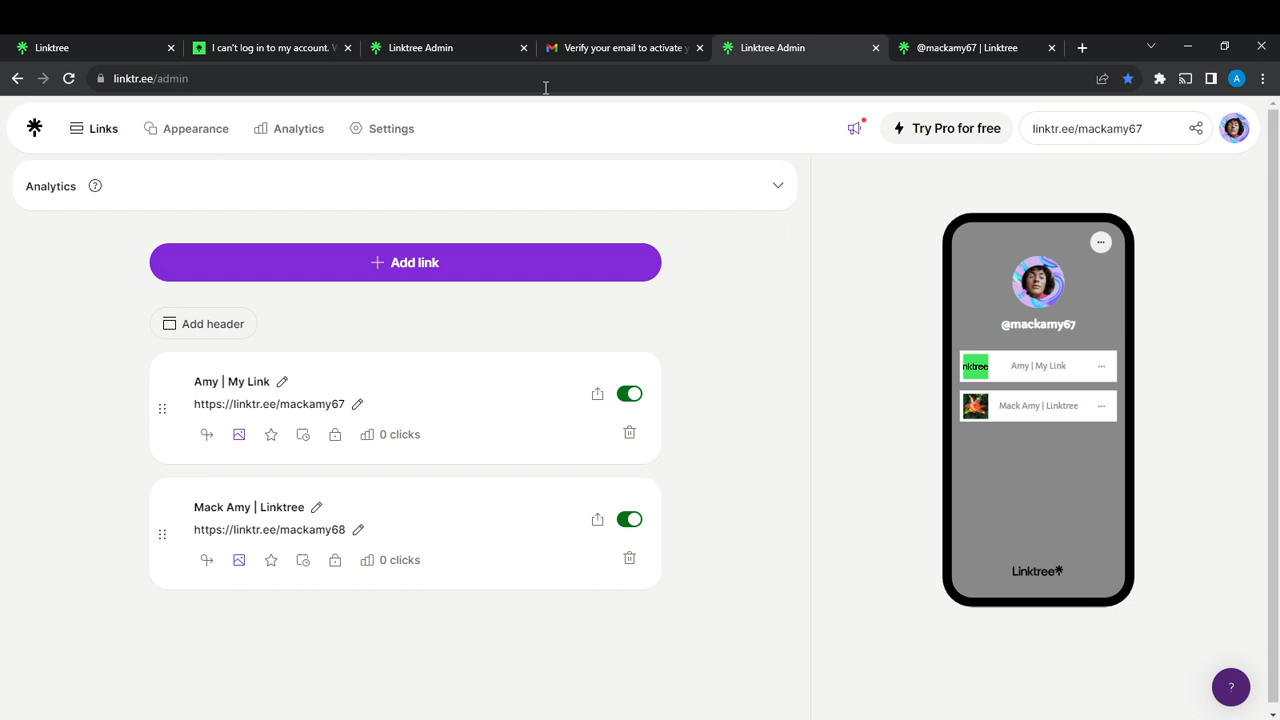 Linktree
I can't log in to my account.
Linktree Admin
Verify your email to activate
Linktree Admin
@mackamy67 | Linktree
linktr.ee/admin
A
Links
Appearance
Analytics
Settings
Try Pro for free
linktr.ee/mackamy67
Analytics ?
+ Add link
Add header
Amy | My Link
https://linktr.ee/mackamy67
0 clicks
Mack Amy | Linktree
https://linktr.ee/mackamy68
0 clicks
@mackamy67
nktree
Amy | My Link
Mack Amy | Linktree
Linktree
?